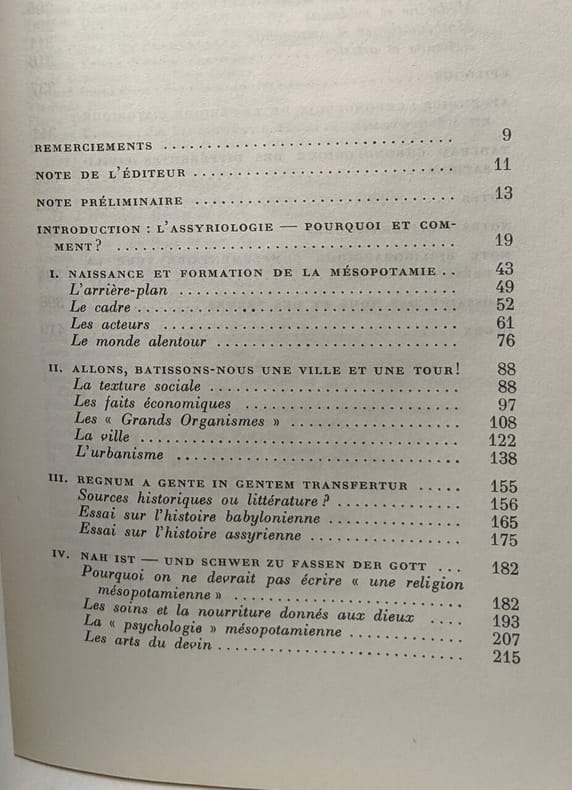 REMERCIEMENTS .......... 9
NOTE DE L'ÉDITEUR .......... 11
NOTE PRÉLIMINAIRE .......... 13
INTRODUCTION : L'ASSYRIOLOGIE — POURQUOI ET COM-
MENT ? .......... 19
I. NAISSANCE ET FORMATION DE LA MÉSOPOTAMIE .. 43
L'arrière-plan .......... 49
Le cadre .......... 52
Les acteurs .......... 61
Le monde alentour .......... 76
II. ALLONS, BATISSONS-NOUS UNE VILLE ET UNE TOUR ! 88
La texture sociale .......... 88
Les faits économiques .......... 97
Les « Grands Organismes » .......... 108
La ville .......... 122
L'urbanisme .......... 138
III. REGNUM A GENTE IN GENTEM TRANSFERTUR ..... 155
Sources historiques ou littérature ? .......... 156
Essai sur l'histoire babylonienne .......... 165
Essai sur l'histoire assyrienne .......... 175
IV. NAH IST — UND SCHWER ZU FASSEN DER GOTT ... 182
Pourquoi on ne devrait pas écrire « une religion
mésopotamienne » .......... 182
Les soins et la nourriture donnés aux dieux .... 193
La « psychologie » mésopotamienne .......... 207
Les arts du devin .......... 215